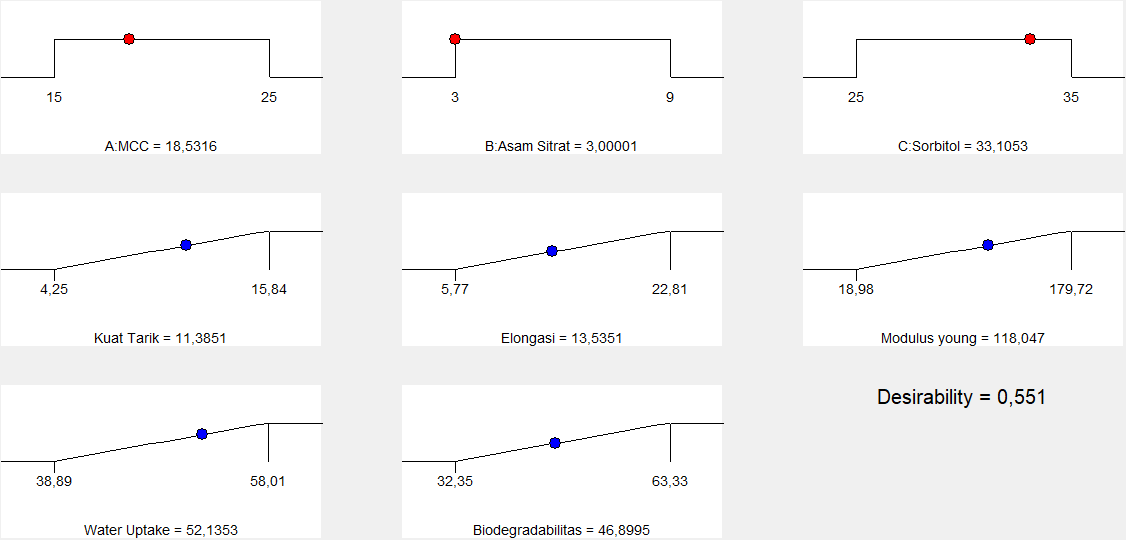 15 25
A:MCC = 18,5316
3 9
B:Asam Sitrat = 3,00001
25 35
C:Sorbitol = 33,1053
4,25 15,84
Kuat Tarik = 11,3851
5,77 22,81
Elongasi = 13,5351
18,98 179,72
Modulus young = 118,047
38,89 58,01
Water Uptake = 52,1353
32,35 63,33
Biodegradabilitas = 46,8995
Desirability = 0,551